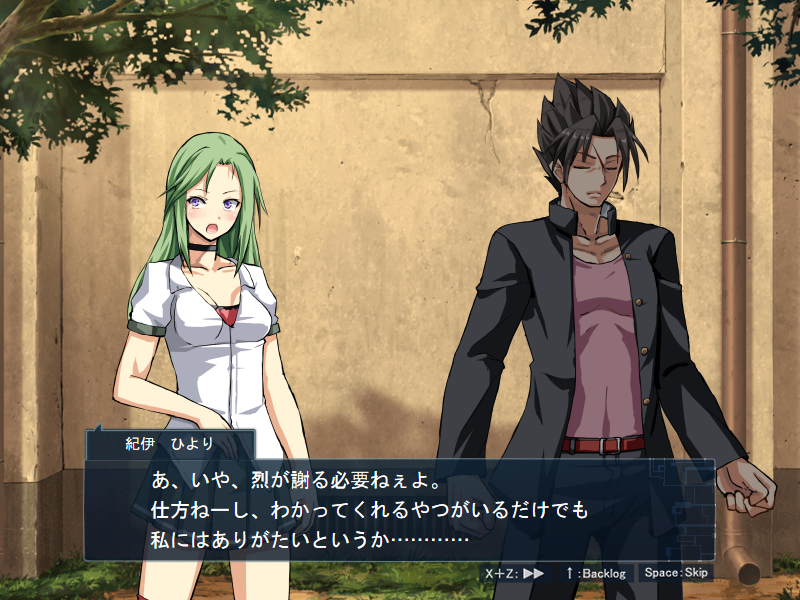 紀伊　ひより
あ、いや、烈が謝る必要ねぇよ。
仕方ねーし、わかってくれるやつがいるだけでも
私にはありがたいというか…………
X+Z:▶▶ ↑:Backlog Space:Skip